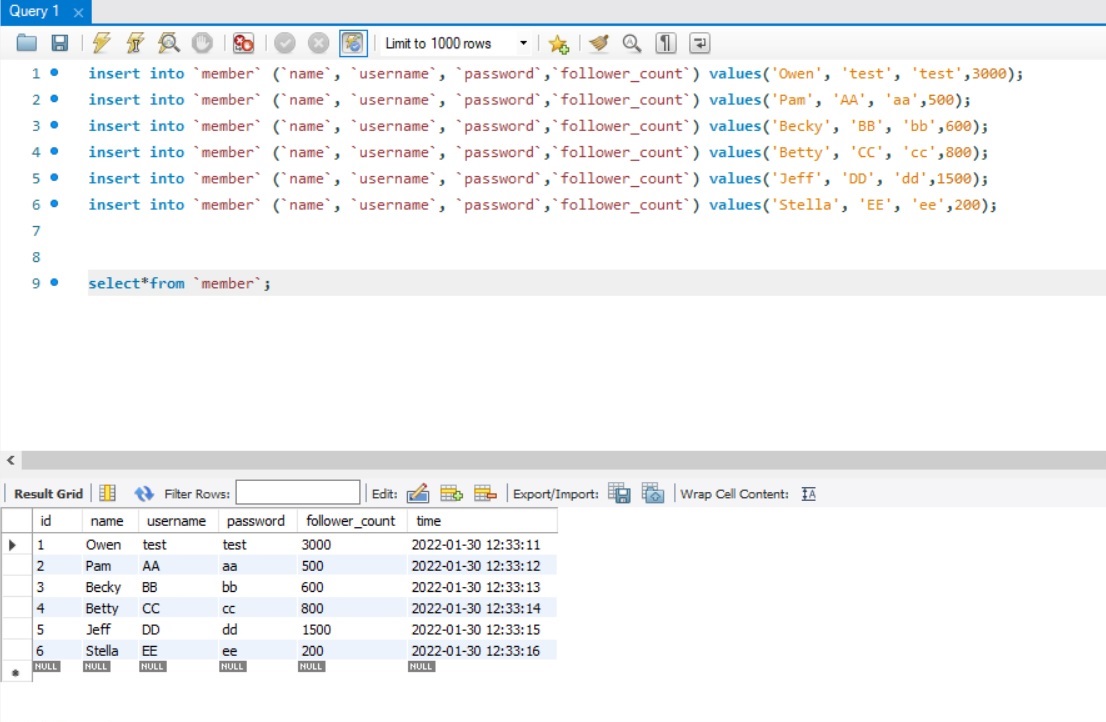 Query 1
Limit to 1000 rows
1 insert into `member` (`name`, `username`, `password`,`follower_count`) values('Owen', 'test', 'test',3000);
2 insert into `member` (`name`, `username`, `password`,`follower_count`) values('Pam', 'AA', 'aa',500);
3 insert into `member` (`name`, `username`, `password`,`follower_count`) values('Becky', 'BB', 'bb',600);
4 insert into `member` (`name`, `username`, `password`,`follower_count`) values('Betty', 'CC', 'cc',800);
5 insert into `member` (`name`, `username`, `password`,`follower_count`) values('Jeff', 'DD', 'dd',1500);
6 insert into `member` (`name`, `username`, `password`,`follower_count`) values('Stella', 'EE', 'ee',200);
7
8
9 select*from `member`;
Result Grid Filter Rows: Edit: Export/Import: Wrap Cell Content: IA
id name username password follower_count time
1 Owen test test 3000 2022-01-30 12:33:11
2 Pam AA aa 500 2022-01-30 12:33:12
3 Becky BB bb 600 2022-01-30 12:33:13
4 Betty CC cc 800 2022-01-30 12:33:14
5 Jeff DD dd 1500 2022-01-30 12:33:15
6 Stella EE ee 200 2022-01-30 12:33:16
NULL NULL NULL NULL NULL NULL